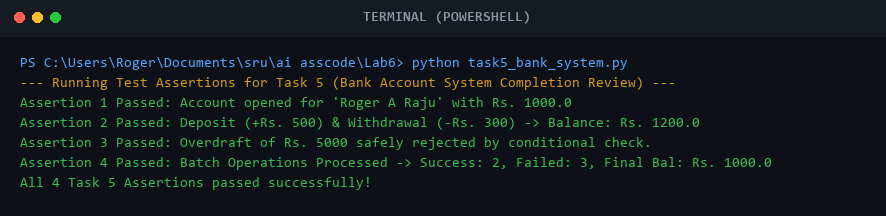 TERMINAL (POWERSHELL)
PS C:\Users\Roger\Documents\sru\ai asscode\Lab6> python task5_bank_system.py
--- Running Test Assertions for Task 5 (Bank Account System Completion Review) ---
Assertion 1 Passed: Account opened for 'Roger A Raju' with Rs. 1000.0
Assertion 2 Passed: Deposit (+Rs. 500) & Withdrawal (-Rs. 300) -> Balance: Rs. 1200.0
Assertion 3 Passed: Overdraft of Rs. 5000 safely rejected by conditional check.
Assertion 4 Passed: Batch Operations Processed -> Success: 2, Failed: 3, Final Bal: Rs. 1000.0
All 4 Task 5 Assertions passed successfully!